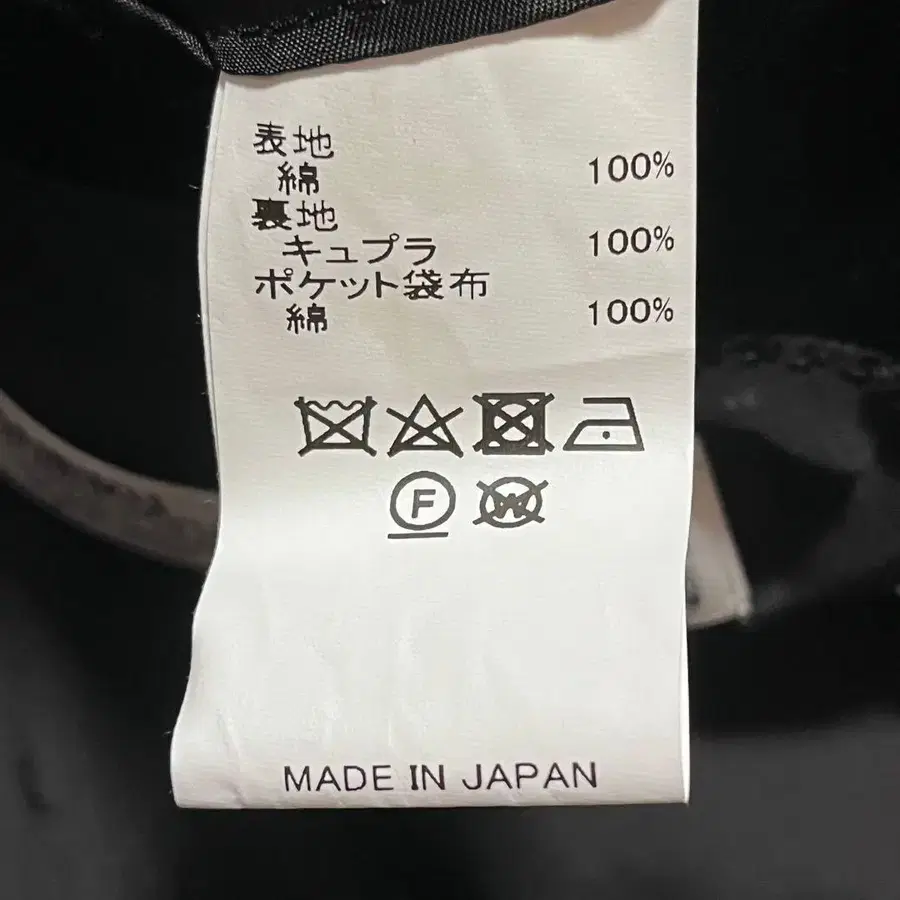 表地
綿 100%
裏地
キュプラ 100%
ポケット袋布
綿 100%
F W
MADE IN JAPAN